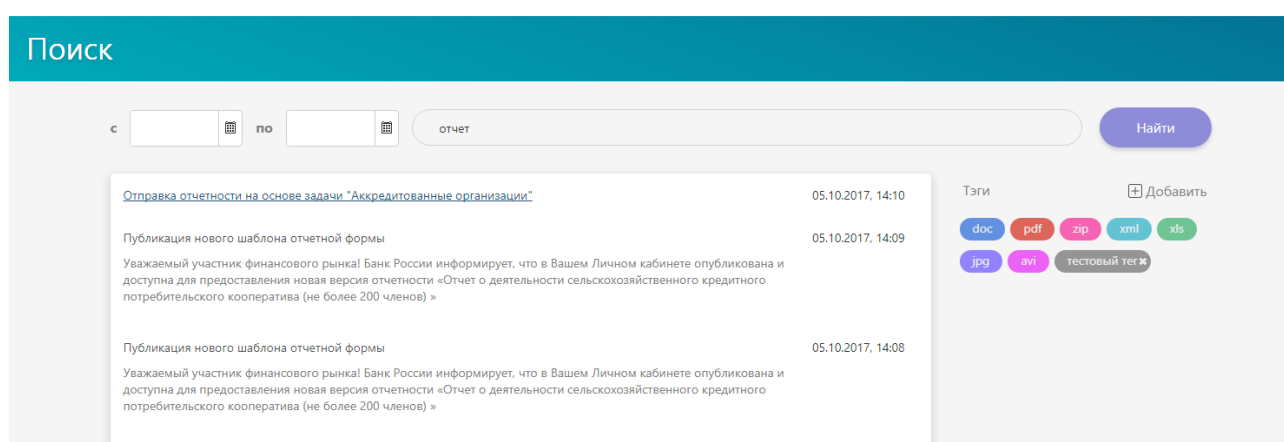 Поиск
с по отчет Найти
Отправка отчетности на основе задачи "Аккредитованные организации" 05.10.2017, 14:10
Публикация нового шаблона отчетной формы 05.10.2017, 14:09
Уважаемый участник финансового рынка! Банк России информирует, что в Вашем Личном кабинете опубликована и
доступна для предоставления новая версия отчетности «Отчет о деятельности сельскохозяйственного кредитного
потребительского кооператива (не более 200 членов) »
Публикация нового шаблона отчетной формы 05.10.2017, 14:08
Уважаемый участник финансового рынка! Банк России информирует, что в Вашем Личном кабинете опубликована и
доступна для предоставления новая версия отчетности «Отчет о деятельности сельскохозяйственного кредитного
потребительского кооператива (не более 200 членов) »
Тэги Добавить
doc pdf zip xml xls
jpg avi тестовый тег